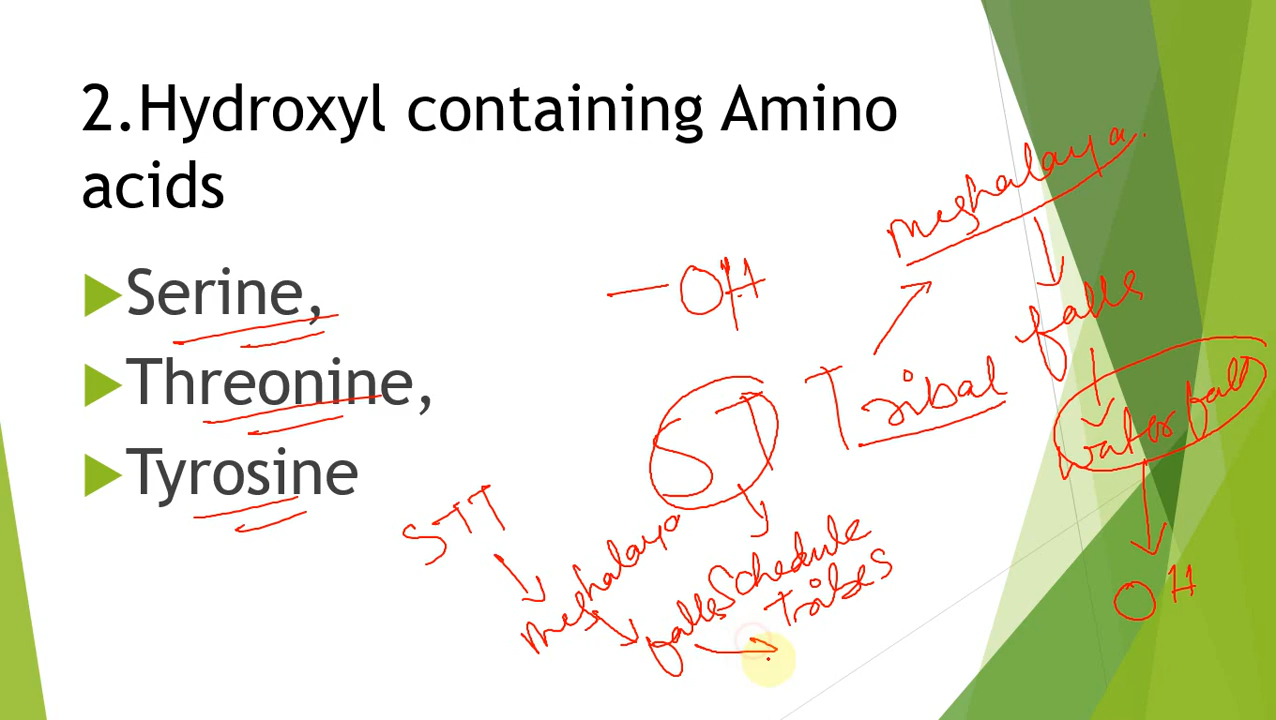 2.Hydroxyl containing Amino
acids
Serine,
Threonine,
Tyrosine
-OH
meghalaya.
falls
waterfall
OH
ST Tribal
Schedule
Tribes
STT
meghalaya
falls